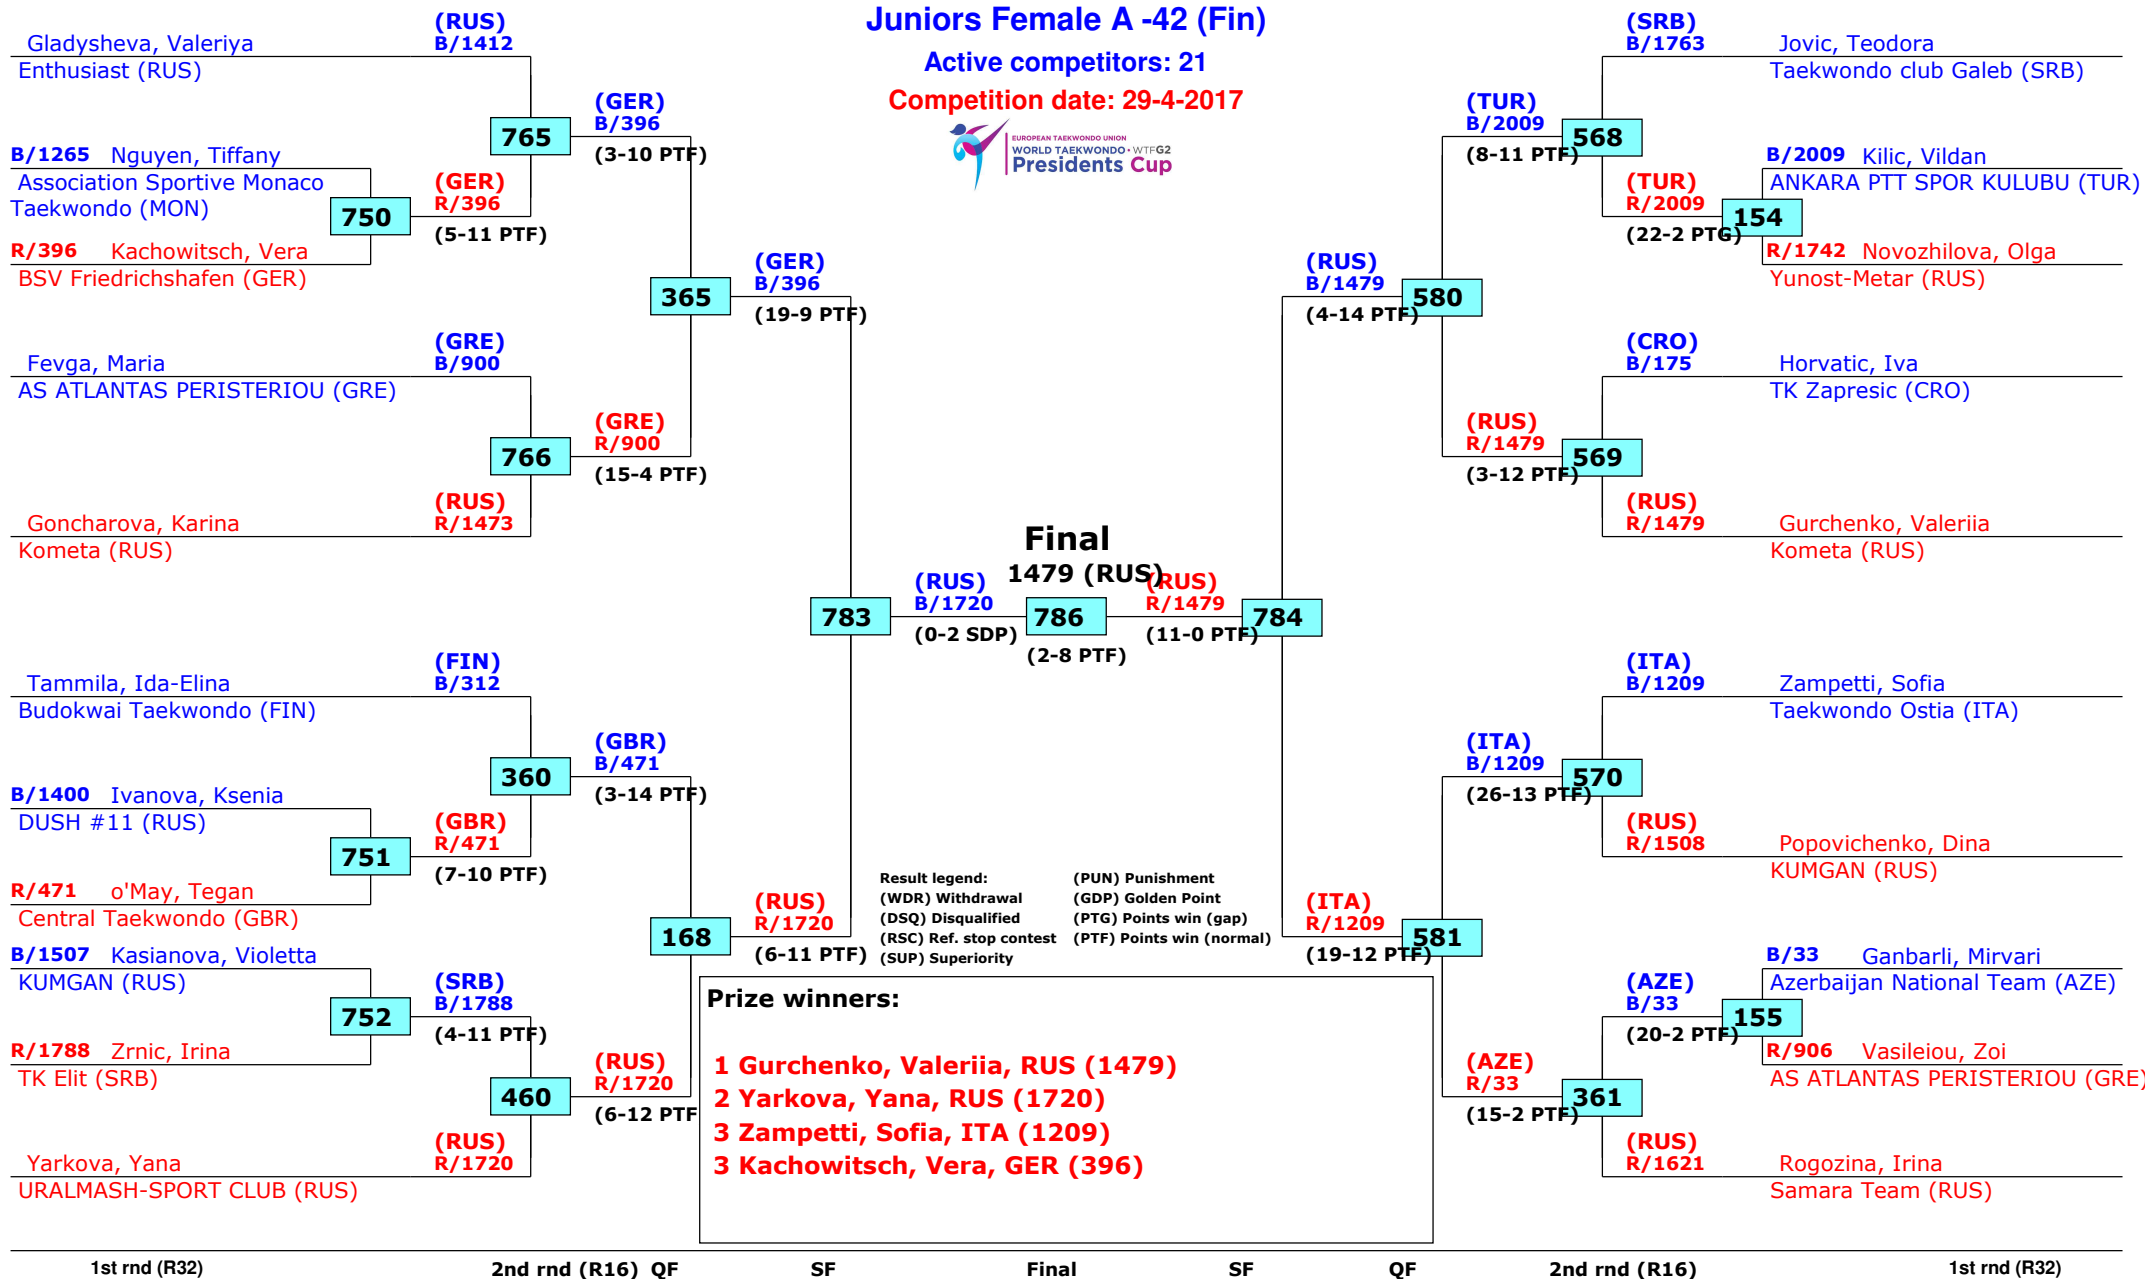 Juniors Female A -42 (Fin)
Active competitors: 21
Competition date: 29-4-2017
EUROPEAN TAEKWONDO UNION
WORLD TAEKWONDO • WTFG2
Presidents Cup
(RUS)
B/1412
Gladysheva, Valeriya
Enthusiast (RUS)
765
(GER)
B/396
(3-10 PTF)
B/1265 Nguyen, Tiffany
Association Sportive Monaco
Taekwondo (MON)
750
(GER)
R/396
(5-11 PTF)
R/396 Kachowitsch, Vera
BSV Friedrichshafen (GER)
365
(GER)
B/396
(19-9 PTF)
(GRE)
B/900
Fevga, Maria
AS ATLANTAS PERISTERIOU (GRE)
766
(GRE)
R/900
(15-4 PTF)
(RUS)
R/1473
Goncharova, Karina
Kometa (RUS)
783
(RUS)
B/1720
(0-2 SDP)
Final
1479 (RUS)
786
(2-8 PTF)
(RUS)
R/1479
(11-0 PTF)
784
(FIN)
B/312
Tammila, Ida-Elina
Budokwai Taekwondo (FIN)
360
(GBR)
B/471
(3-14 PTF)
B/1400 Ivanova, Ksenia
DUSH #11 (RUS)
751
(GBR)
R/471
(7-10 PTF)
R/471 o'May, Tegan
Central Taekwondo (GBR)
168
(RUS)
R/1720
(6-11 PTF)
B/1507 Kasianova, Violetta
KUMGAN (RUS)
752
(SRB)
B/1788
(4-11 PTF)
R/1788 Zrnic, Irina
TK Elit (SRB)
460
(RUS)
R/1720
(6-12 PTF
(RUS)
R/1720
Yarkova, Yana
URALMASH-SPORT CLUB (RUS)
(SRB)
B/1763
Jovic, Teodora
Taekwondo club Galeb (SRB)
(TUR)
B/2009
(8-11 PTF)
568
B/2009 Kilic, Vildan
ANKARA PTT SPOR KULUBU (TUR)
(TUR)
R/2009
(22-2 PTG)
154
R/1742 Novozhilova, Olga
Yunost-Metar (RUS)
(RUS)
B/1479
(4-14 PTF)
580
(CRO)
B/175
Horvatic, Iva
TK Zapresic (CRO)
(RUS)
R/1479
(3-12 PTF)
569
(RUS)
R/1479
Gurchenko, Valeriia
Kometa (RUS)
(ITA)
B/1209
Zampetti, Sofia
Taekwondo Ostia (ITA)
(ITA)
B/1209
(26-13 PTF)
570
(RUS)
R/1508
Popovichenko, Dina
KUMGAN (RUS)
(ITA)
R/1209
(19-12 PTF)
581
B/33 Ganbarli, Mirvari
Azerbaijan National Team (AZE)
(AZE)
B/33
(20-2 PTF)
155
R/906 Vasileiou, Zoi
AS ATLANTAS PERISTERIOU (GRE)
(AZE)
R/33
(15-2 PTF)
361
(RUS)
R/1621
Rogozina, Irina
Samara Team (RUS)
Result legend: (PUN) Punishment
(WDR) Withdrawal (GDP) Golden Point
(DSQ) Disqualified (PTG) Points win (gap)
(RSC) Ref. stop contest (PTF) Points win (normal)
(SUP) Superiority
Prize winners:
1 Gurchenko, Valeriia, RUS (1479)
2 Yarkova, Yana, RUS (1720)
3 Zampetti, Sofia, ITA (1209)
3 Kachowitsch, Vera, GER (396)
1st rnd (R32) 2nd rnd (R16) QF SF Final SF QF 2nd rnd (R16) 1st rnd (R32)